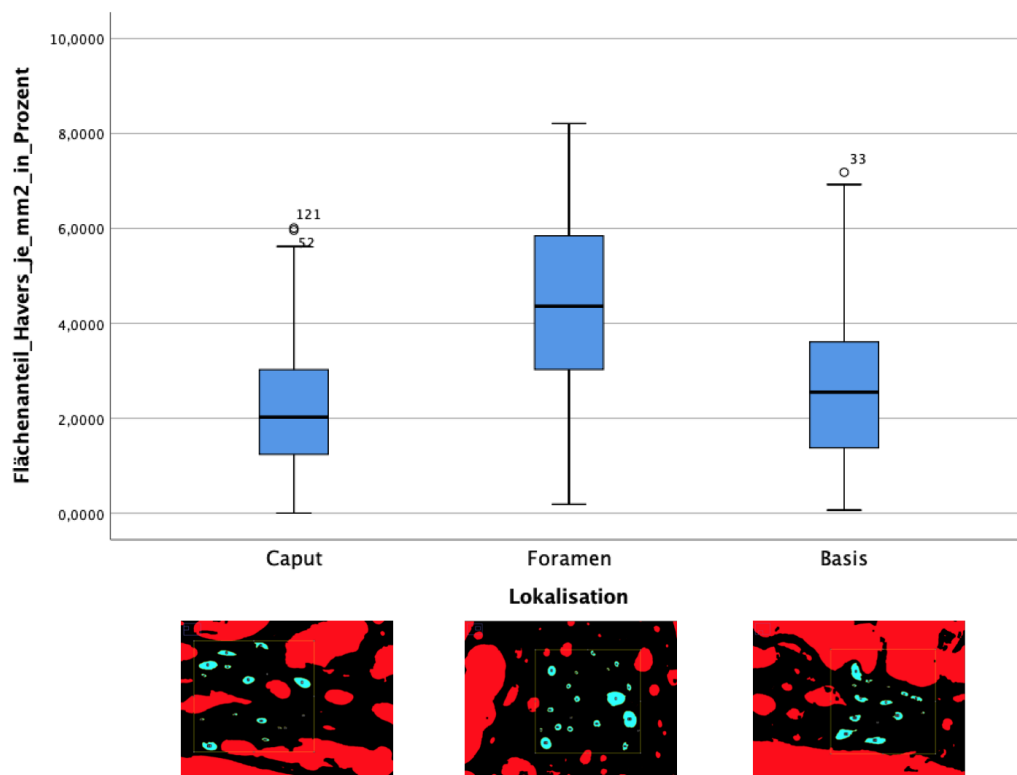 Flächenanteil_Havers_je_mm2_in_Prozent
10,0000
8,0000
6,0000
4,0000
2,0000
0,0000
121
52
33
Caput
Foramen
Basis
Lokalisation